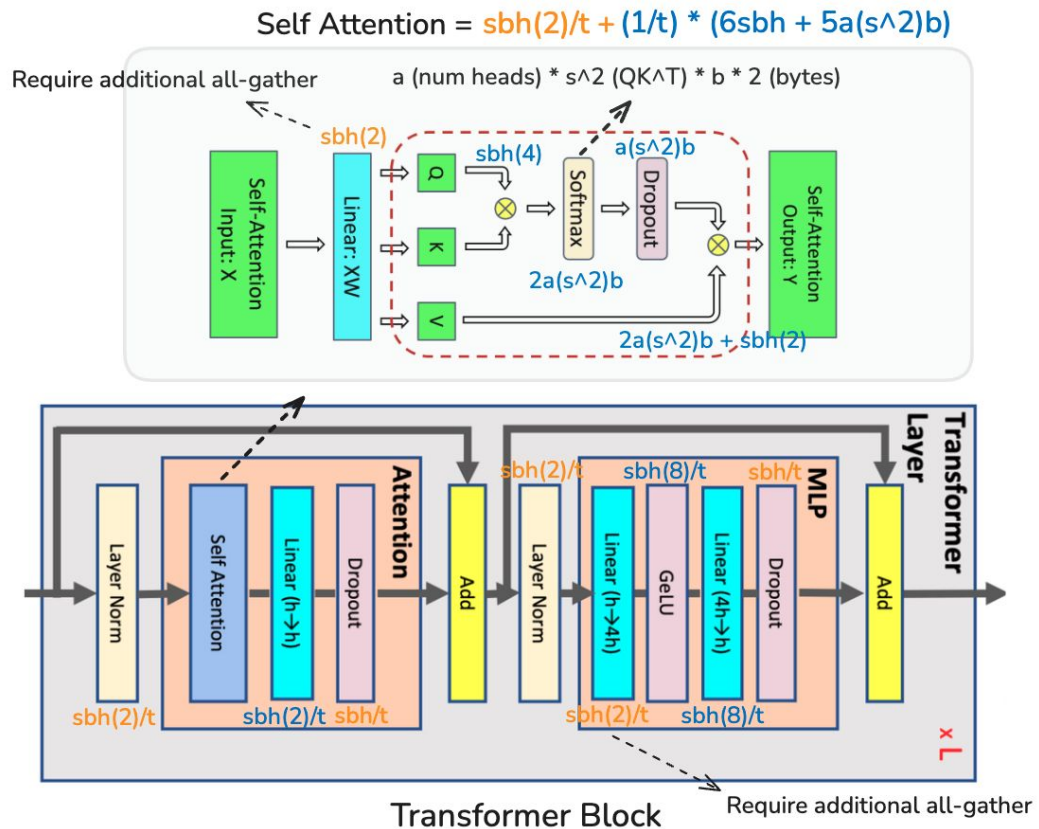 Self Attention = sbh(2)/t + (1/t) * (6sbh + 5a(s^2)b)
Require additional all-gather
a (num heads) * s^2 (QK^T) * b * 2 (bytes)
sbh(2)
sbh(4)
a(s^2)b
Self-Attention
Input: X
Linear: XW
Q
K
V
Softmax
Dropout
Self-Attention
Output: Y
2a(s^2)b
2a(s^2)b + sbh(2)
Transformer
Layer
Attention
MLP
sbh(2)/t
sbh(8)/t
sbh/t
Layer Norm
Self Attention
Linear (h→h)
Dropout
Add
Layer Norm
Linear (h→4h)
GeLU
Linear (4h→h)
Dropout
Add
sbh(2)/t
sbh(2)/t
sbh/t
sbh(2)/t
sbh(8)/t
x L
Require additional all-gather
Transformer Block